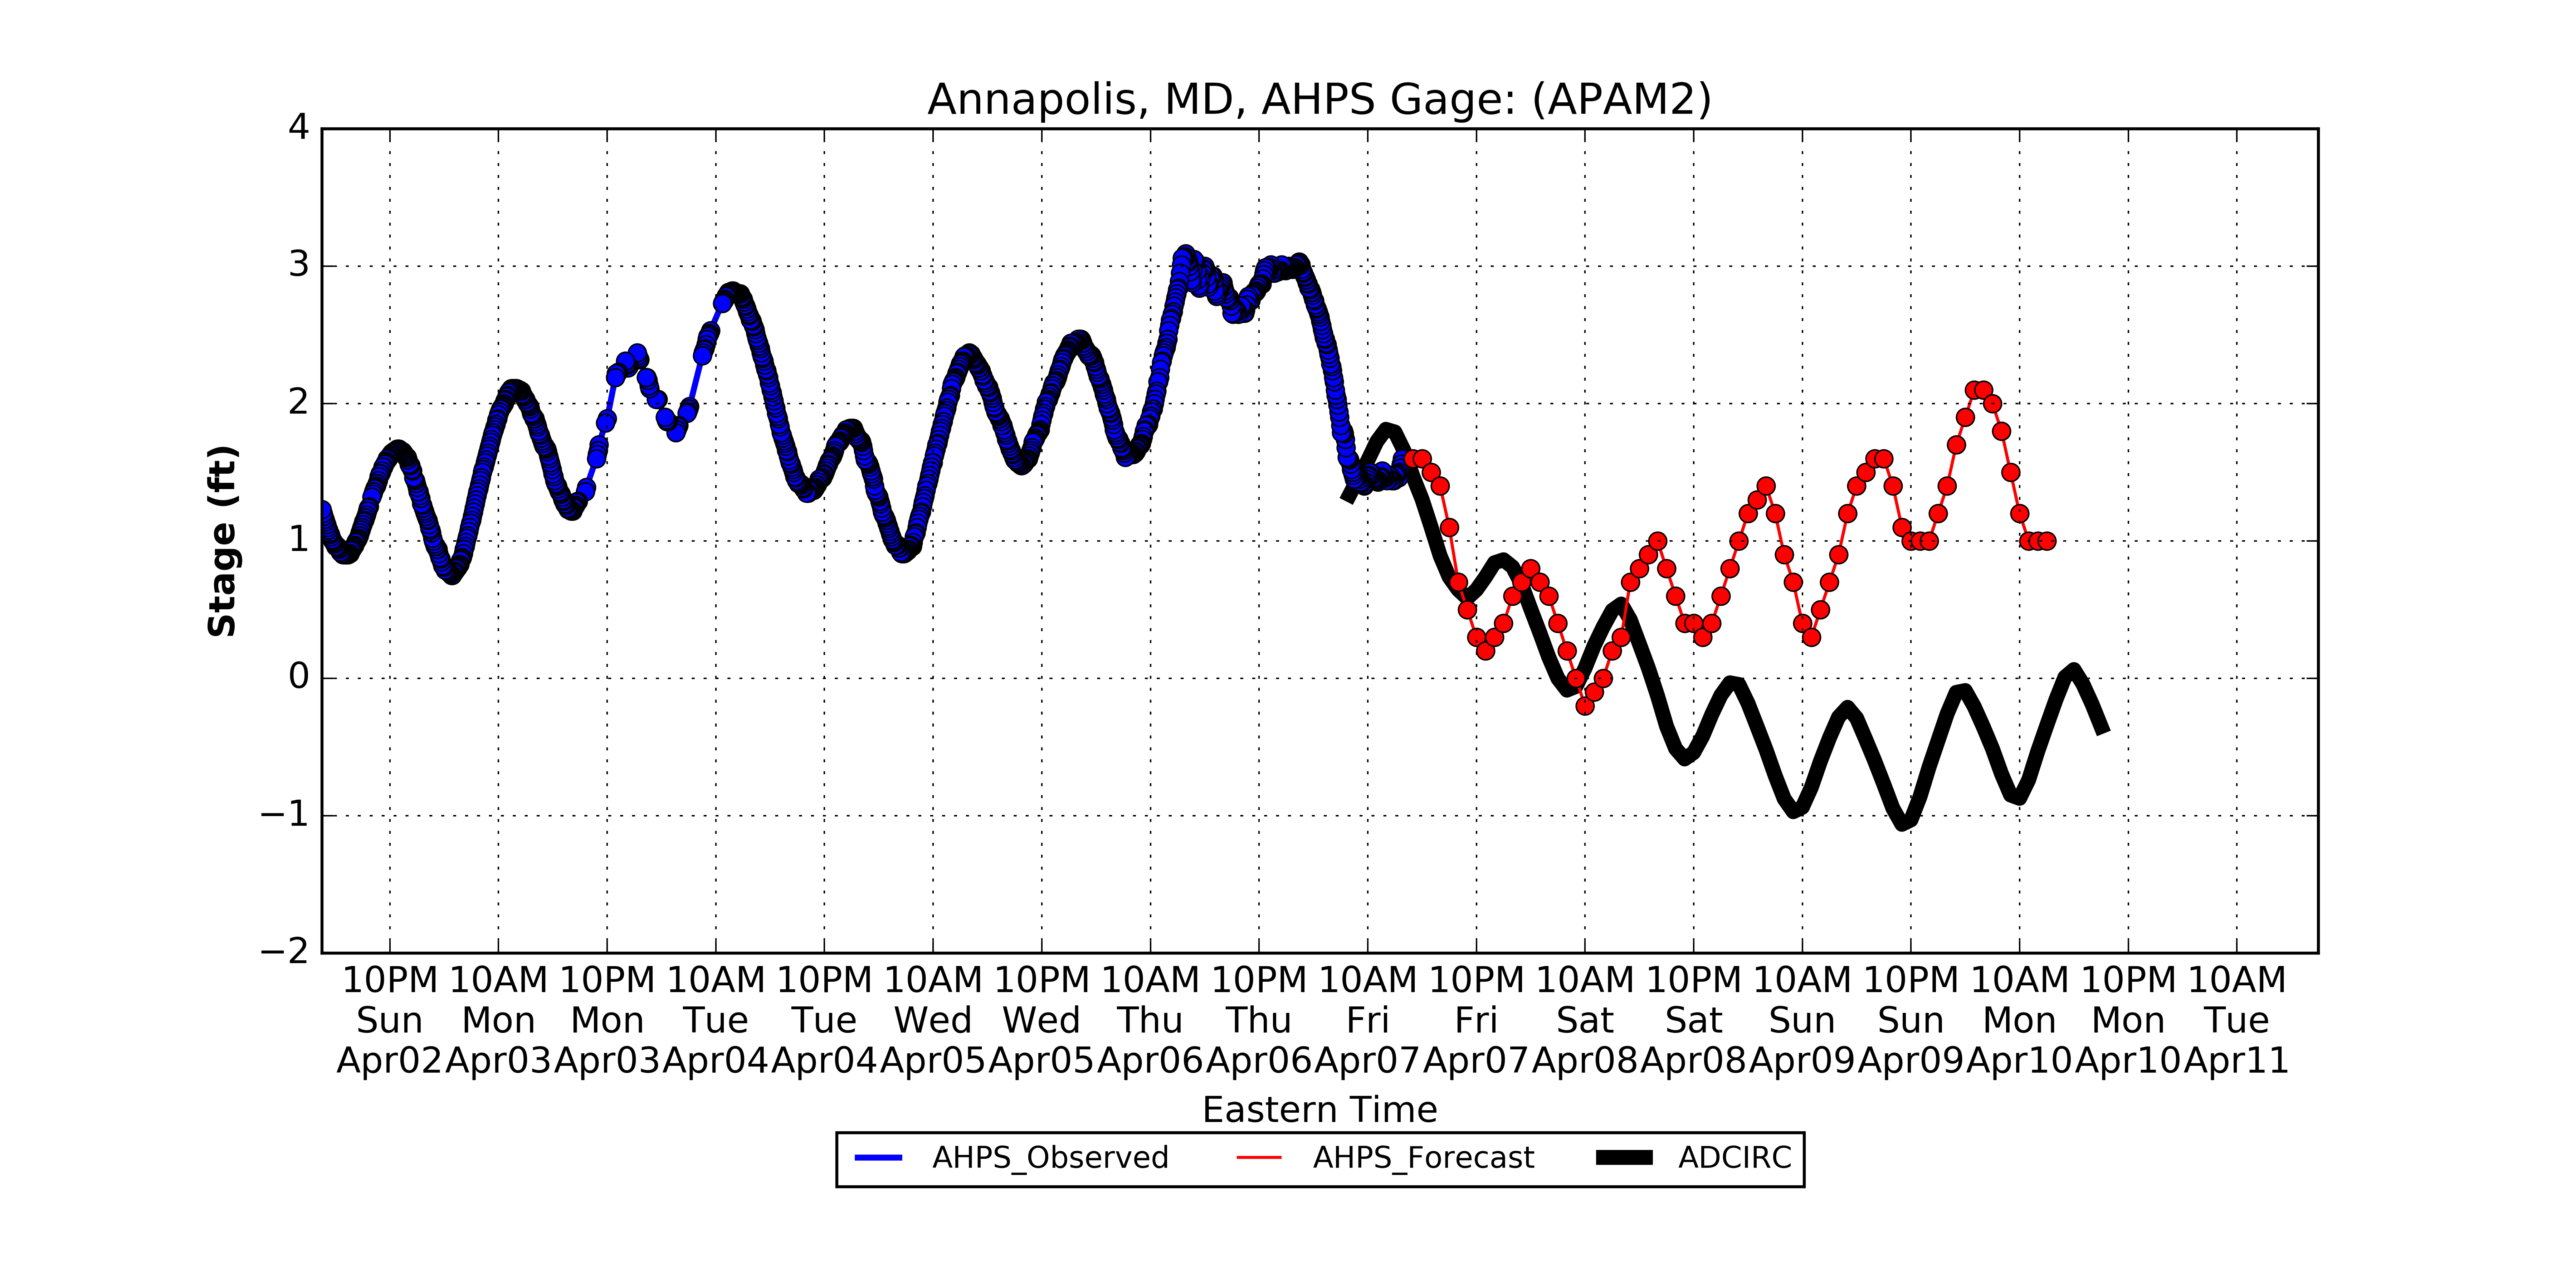 Annapolis, MD, AHPS Gage: (APAM2)
4
3
2
1
0
−1
−2
Stage (ft)
10PM 10AM 10PM 10AM 10PM 10AM 10PM 10AM 10PM 10AM 10PM 10AM 10PM 10AM 10PM 10AM 10PM 10AM
Sun Mon Mon Tue Tue Wed Wed Thu Thu Fri Fri Sat Sat Sun Sun Mon Mon Tue
Apr02 Apr03 Apr03 Apr04 Apr04 Apr05 Apr05 Apr06 Apr06 Apr07 Apr07 Apr08 Apr08 Apr09 Apr09 Apr10 Apr10 Apr11
Eastern Time
AHPS_Observed AHPS_Forecast ADCIRC